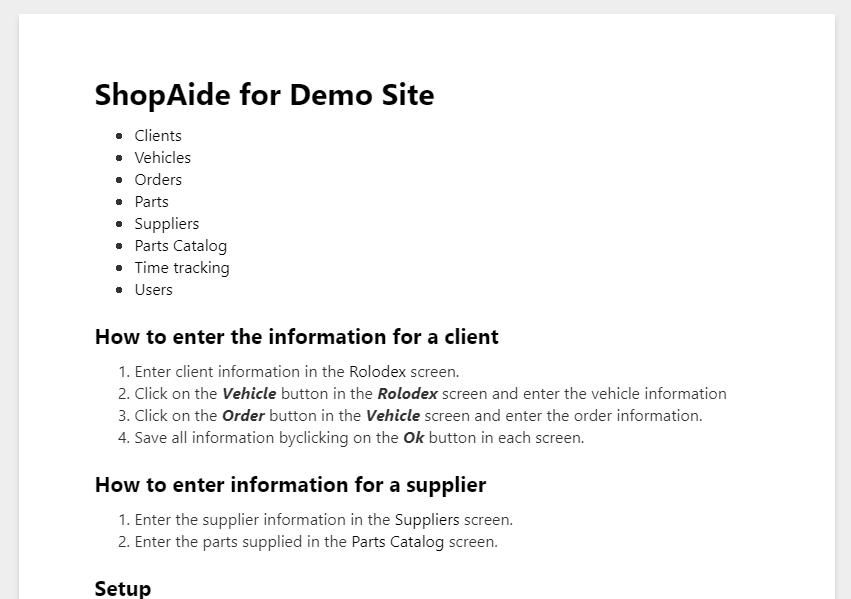 ShopAide for Demo Site
Clients
Vehicles
Orders
Parts
Suppliers
Parts Catalog
Time tracking
Users
How to enter the information for a client
1. Enter client information in the Rolodex screen.
2. Click on the Vehicle button in the Rolodex screen and enter the vehicle information
3. Click on the Order button in the Vehicle screen and enter the order information.
4. Save all information byclicking on the Ok button in each screen.
How to enter information for a supplier
1. Enter the supplier information in the Suppliers screen.
2. Enter the parts supplied in the Parts Catalog screen.
Setup